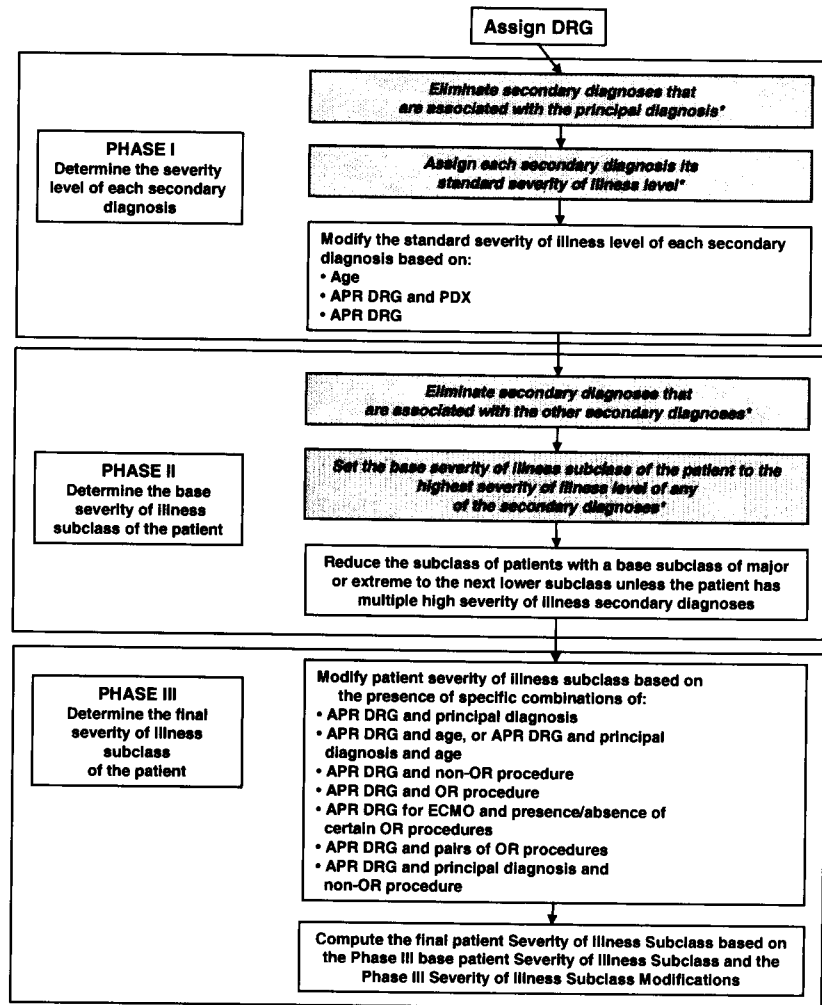 Assign DRG
Eliminate secondary diagnoses that
are associated with the principal diagnosis*
PHASE I
Determine the severity
level of each secondary
diagnosis
Assign each secondary diagnosis its
standard severity of illness level*
Modify the standard severity of illness level of each secondary
diagnosis based on:
• Age
• APR DRG and PDX
• APR DRG
Eliminate secondary diagnoses that
are associated with the other secondary diagnoses*
PHASE II
Determine the base
severity of illness
subclass of the patient
Set the base severity of illness subclass of the patient to the
highest severity of illness level of any
of the secondary diagnoses*
Reduce the subclass of patients with a base subclass of major
or extreme to the next lower subclass unless the patient has
multiple high severity of illness secondary diagnoses
PHASE III
Determine the final
severity of illness
subclass
of the patient
Modify patient severity of illness subclass based on
the presence of specific combinations of:
• APR DRG and principal diagnosis
• APR DRG and age, or APR DRG and principal
diagnosis and age
• APR DRG and non-OR procedure
• APR DRG and OR procedure
• APR DRG for ECMO and presence/absence of
certain OR procedures
• APR DRG and pairs of OR procedures
• APR DRG and principal diagnosis and
non-OR procedure
Compute the final patient Severity of Illness Subclass based on
the Phase III base patient Severity of Illness Subclass and the
Phase III Severity of Illness Subclass Modifications